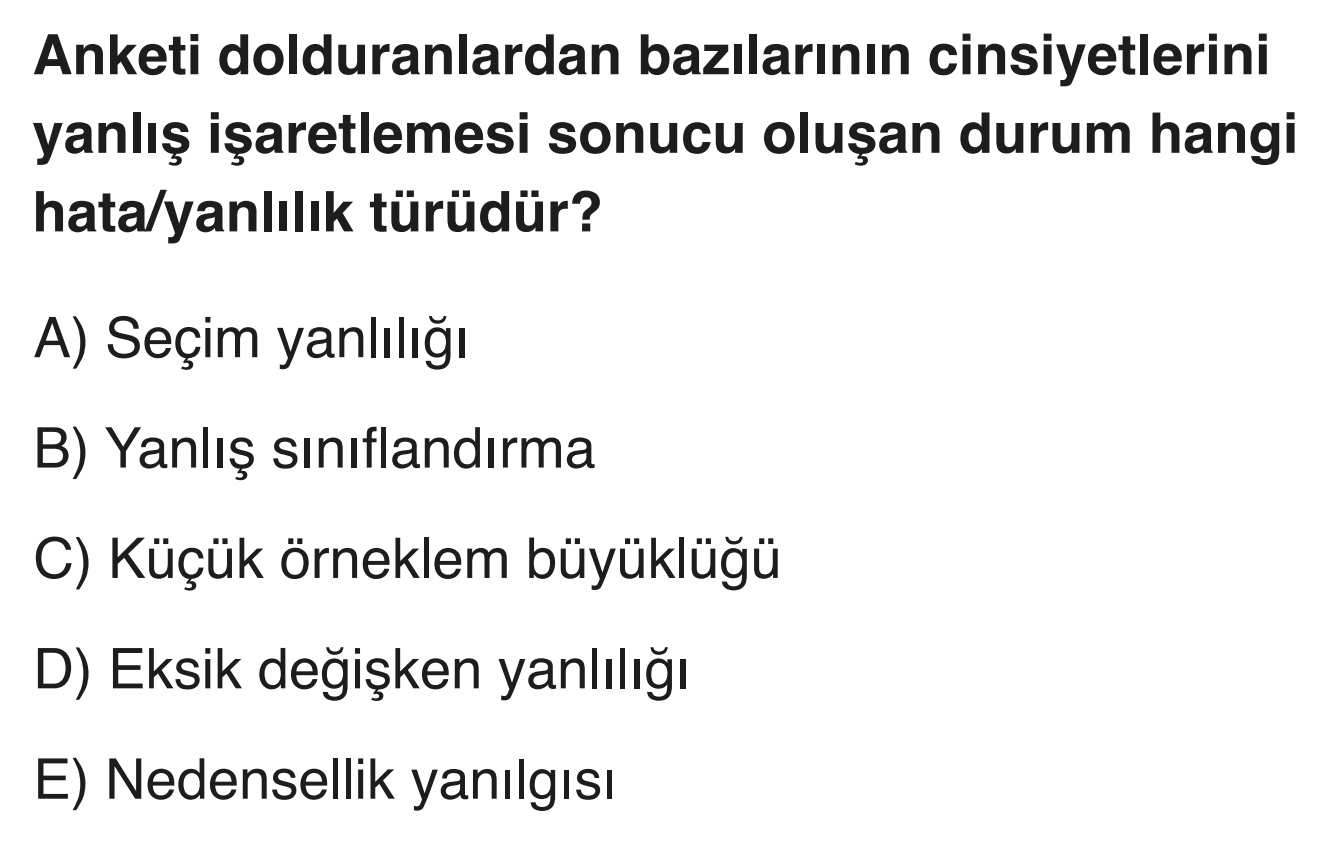 Anketi dolduranlardan bazılarının cinsiyetlerini
yanlış işaretlemesi sonucu oluşan durum hangi
hata/yanlılık türüdür?
A) Seçim yanlılığı
B) Yanlış sınıflandırma
C) Küçük örneklem büyüklüğü
D) Eksik değişken yanlılığı
E) Nedensellik yanılgısı